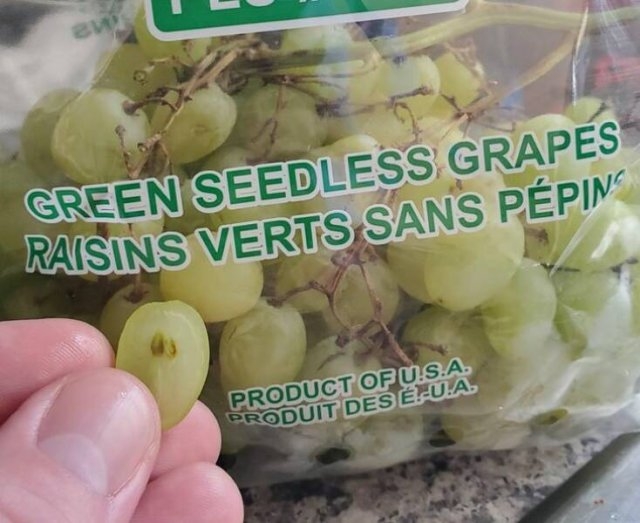 GREEN SEEDLESS GRAPES
RAISINS VERTS SANS PÉPINS
PRODUCT OF U.S.A.
PRODUIT DES É.-U.A.